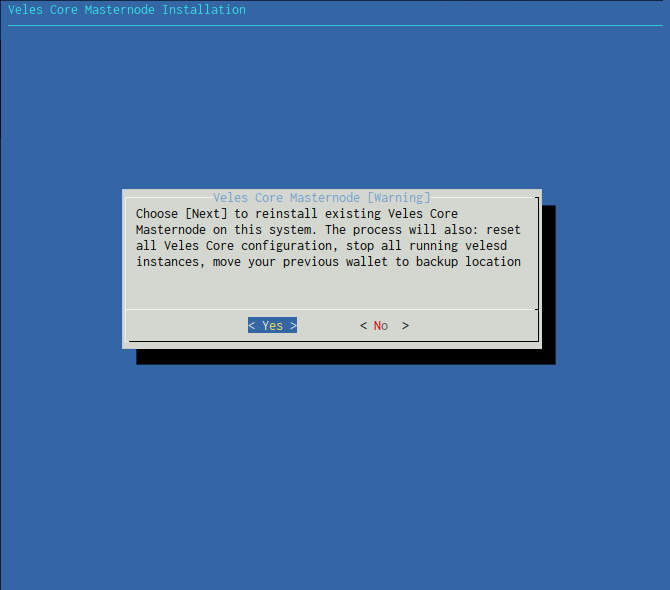 Veles Core Masternode Installation
Veles Core Masternode [Warning]
Choose [Next] to reinstall existing Veles Core
Masternode on this system. The process will also: reset
all Veles Core configuration, stop all running velesd
instances, move your previous wallet to backup location
< Yes > < No >